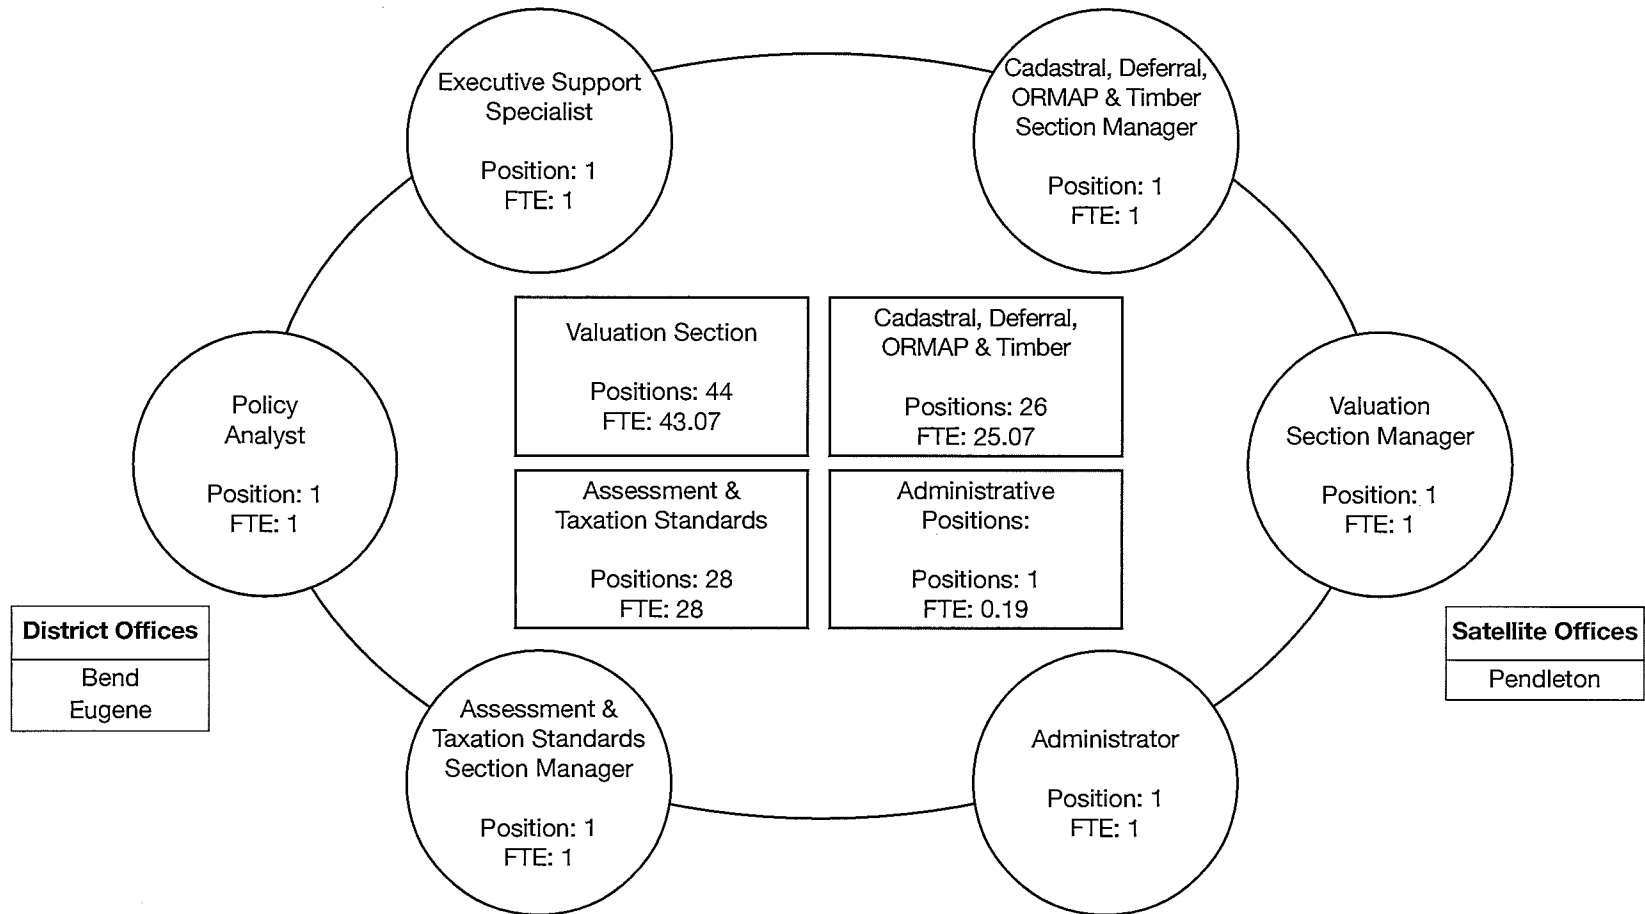 Executive Support
Specialist
Position: 1
FTE: 1
Cadastral, Deferral,
ORMAP & Timber
Section Manager
Position: 1
FTE: 1
Valuation Section
Positions: 44
FTE: 43.07
Cadastral, Deferral,
ORMAP & Timber
Positions: 26
FTE: 25.07
Policy
Analyst
Position: 1
FTE: 1
Valuation
Section Manager
Position: 1
FTE: 1
Assessment &
Taxation Standards
Positions: 28
FTE: 28
Administrative
Positions:
Positions: 1
FTE: 0.19
District Offices
Bend
Eugene
Satellite Offices
Pendleton
Assessment &
Taxation Standards
Section Manager
Position: 1
FTE: 1
Administrator
Position: 1
FTE: 1